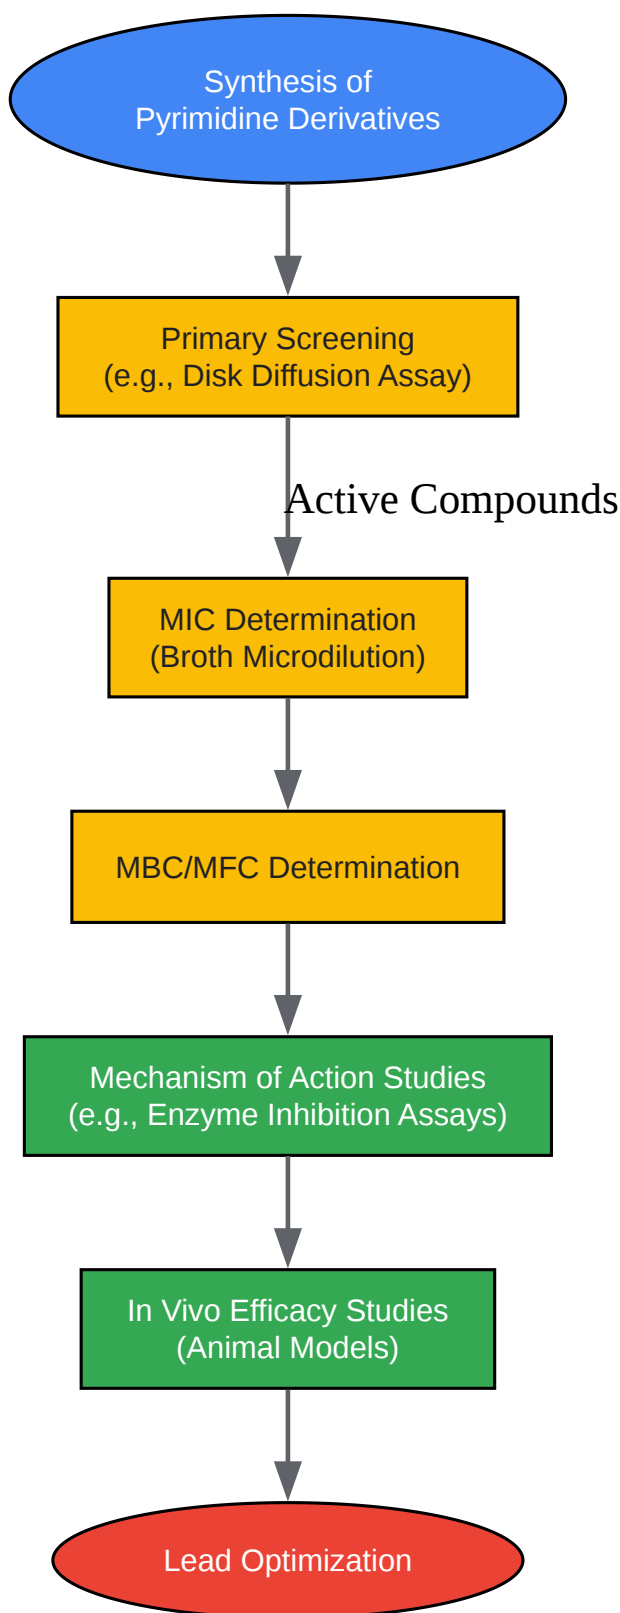 Synthesis of
Pyrimidine Derivatives
Primary Screening
(e.g., Disk Diffusion Assay)
Active Compounds
MIC Determination
(Broth Microdilution)
MBC/MFC Determination
Mechanism of Action Studies
(e.g., Enzyme Inhibition Assays)
In Vivo Efficacy Studies
(Animal Models)
Lead Optimization